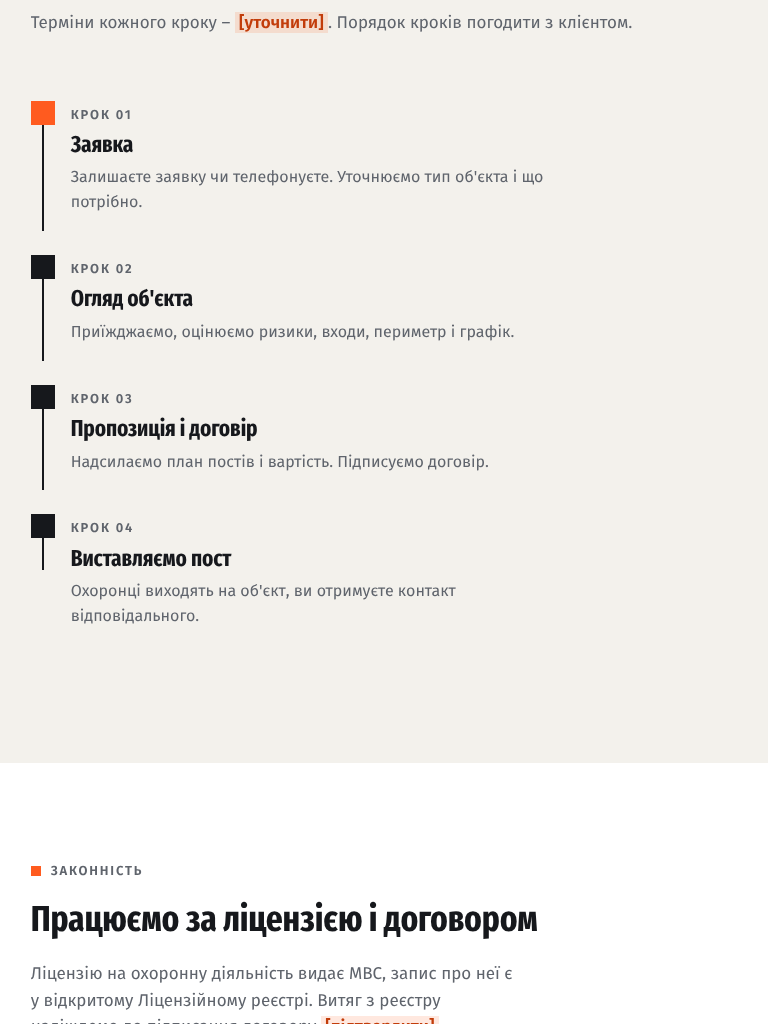 Терміни кожного кроку – [уточнити]. Порядок кроків погодити з клієнтом.
КРОК 01
Заявка
Залишаєте заявку чи телефонуєте. Уточнюємо тип об'єкта і що
потрібно.
КРОК 02
Огляд об'єкта
Приїжджаємо, оцінюємо ризики, входи, периметр і графік.
КРОК 03
Пропозиція і договір
Надсилаємо план постів і вартість. Підписуємо договір.
КРОК 04
Виставляємо пост
Охоронці виходять на об'єкт, ви отримуєте контакт
відповідального.
ЗАКОННІСТЬ
Працюємо за ліцензією і договором
Ліцензію на охоронну діяльність видає МВС, запис про неї є
у відкритому Ліцензійному реєстрі. Витяг з реєстру